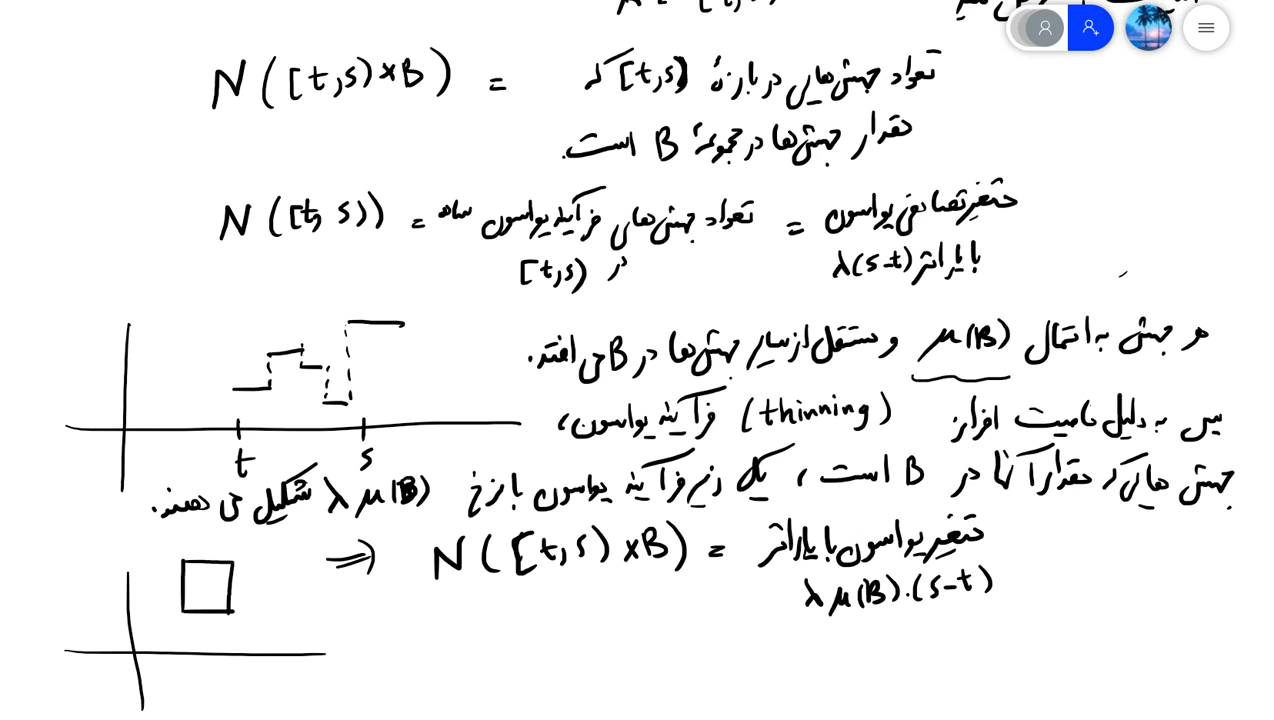 N([t,s)×B) = تعداد جهش‌هایی در بازهٔ [t,s) که
مقدار جهش‌ها در مجموعهٔ B است.
N([t,s)) = تعداد جهش‌های فرآیند پواسون ساده در [t,s) = متغیر تصادفی پواسون
با پارامتر λ(s-t)
هر جهش به احتمال μ(B) و مستقل از سایر جهش‌ها در B می افتد.
پس به دلیل خاصیت افراز (thinning) فرآیند پواسون،
جهش هایی که مقدار آنها در B است، یک زیرفرآیند پواسون با نرخ λμ(B) شکیل می دهند.
t s
⇒ N([t,s)×B) = متغیر پواسون با پارامتر
λμ(B).(s-t)